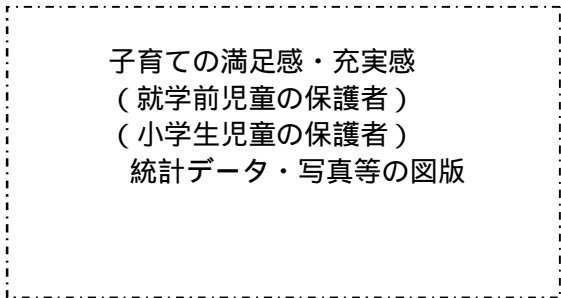 子育ての満足感・充実感
(就学前児童の保護者)
(小学生児童の保護者)
統計データ・写真等の図版